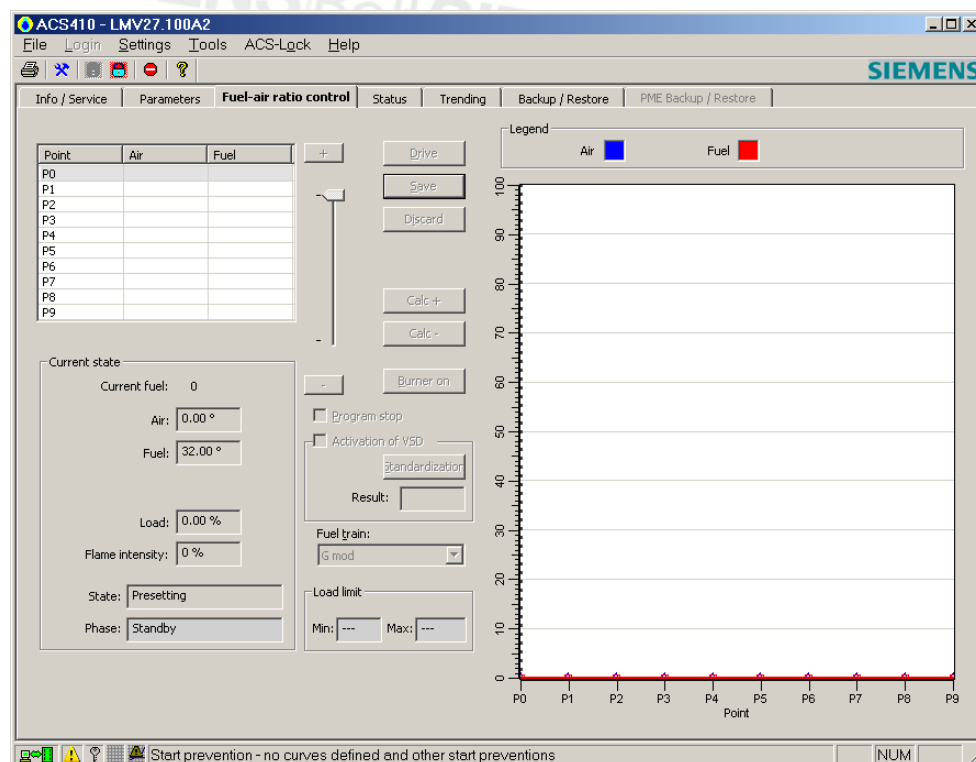 ACS410 - LMV27.100A2
File Login Settings Tools ACS-Lock Help
SIEMENS
Info / Service Parameters Fuel-air ratio control Status Trending Backup / Restore PME Backup / Restore
Point Air Fuel
P0
P1
P2
P3
P4
P5
P6
P7
P8
P9
+
-
-
-
Drive
Save
Discard
Calc +
Calc -
Burner on
Program stop
Activation of VSD
Standardization
Result:
Fuel train:
G mod
Load limit
Min: --- Max: ---
Current state
Current fuel: 0
Air: 0.00 °
Fuel: 32.00 °
Load: 0.00 %
Flame intensity: 0 %
State: Presetting
Phase: Standby
Legend
Air Fuel
100
90
80
70
60
50
40
30
20
10
0
P0 P1 P2 P3 P4 P5 P6 P7 P8 P9
Point
Start prevention - no curves defined and other start preventions
NUM